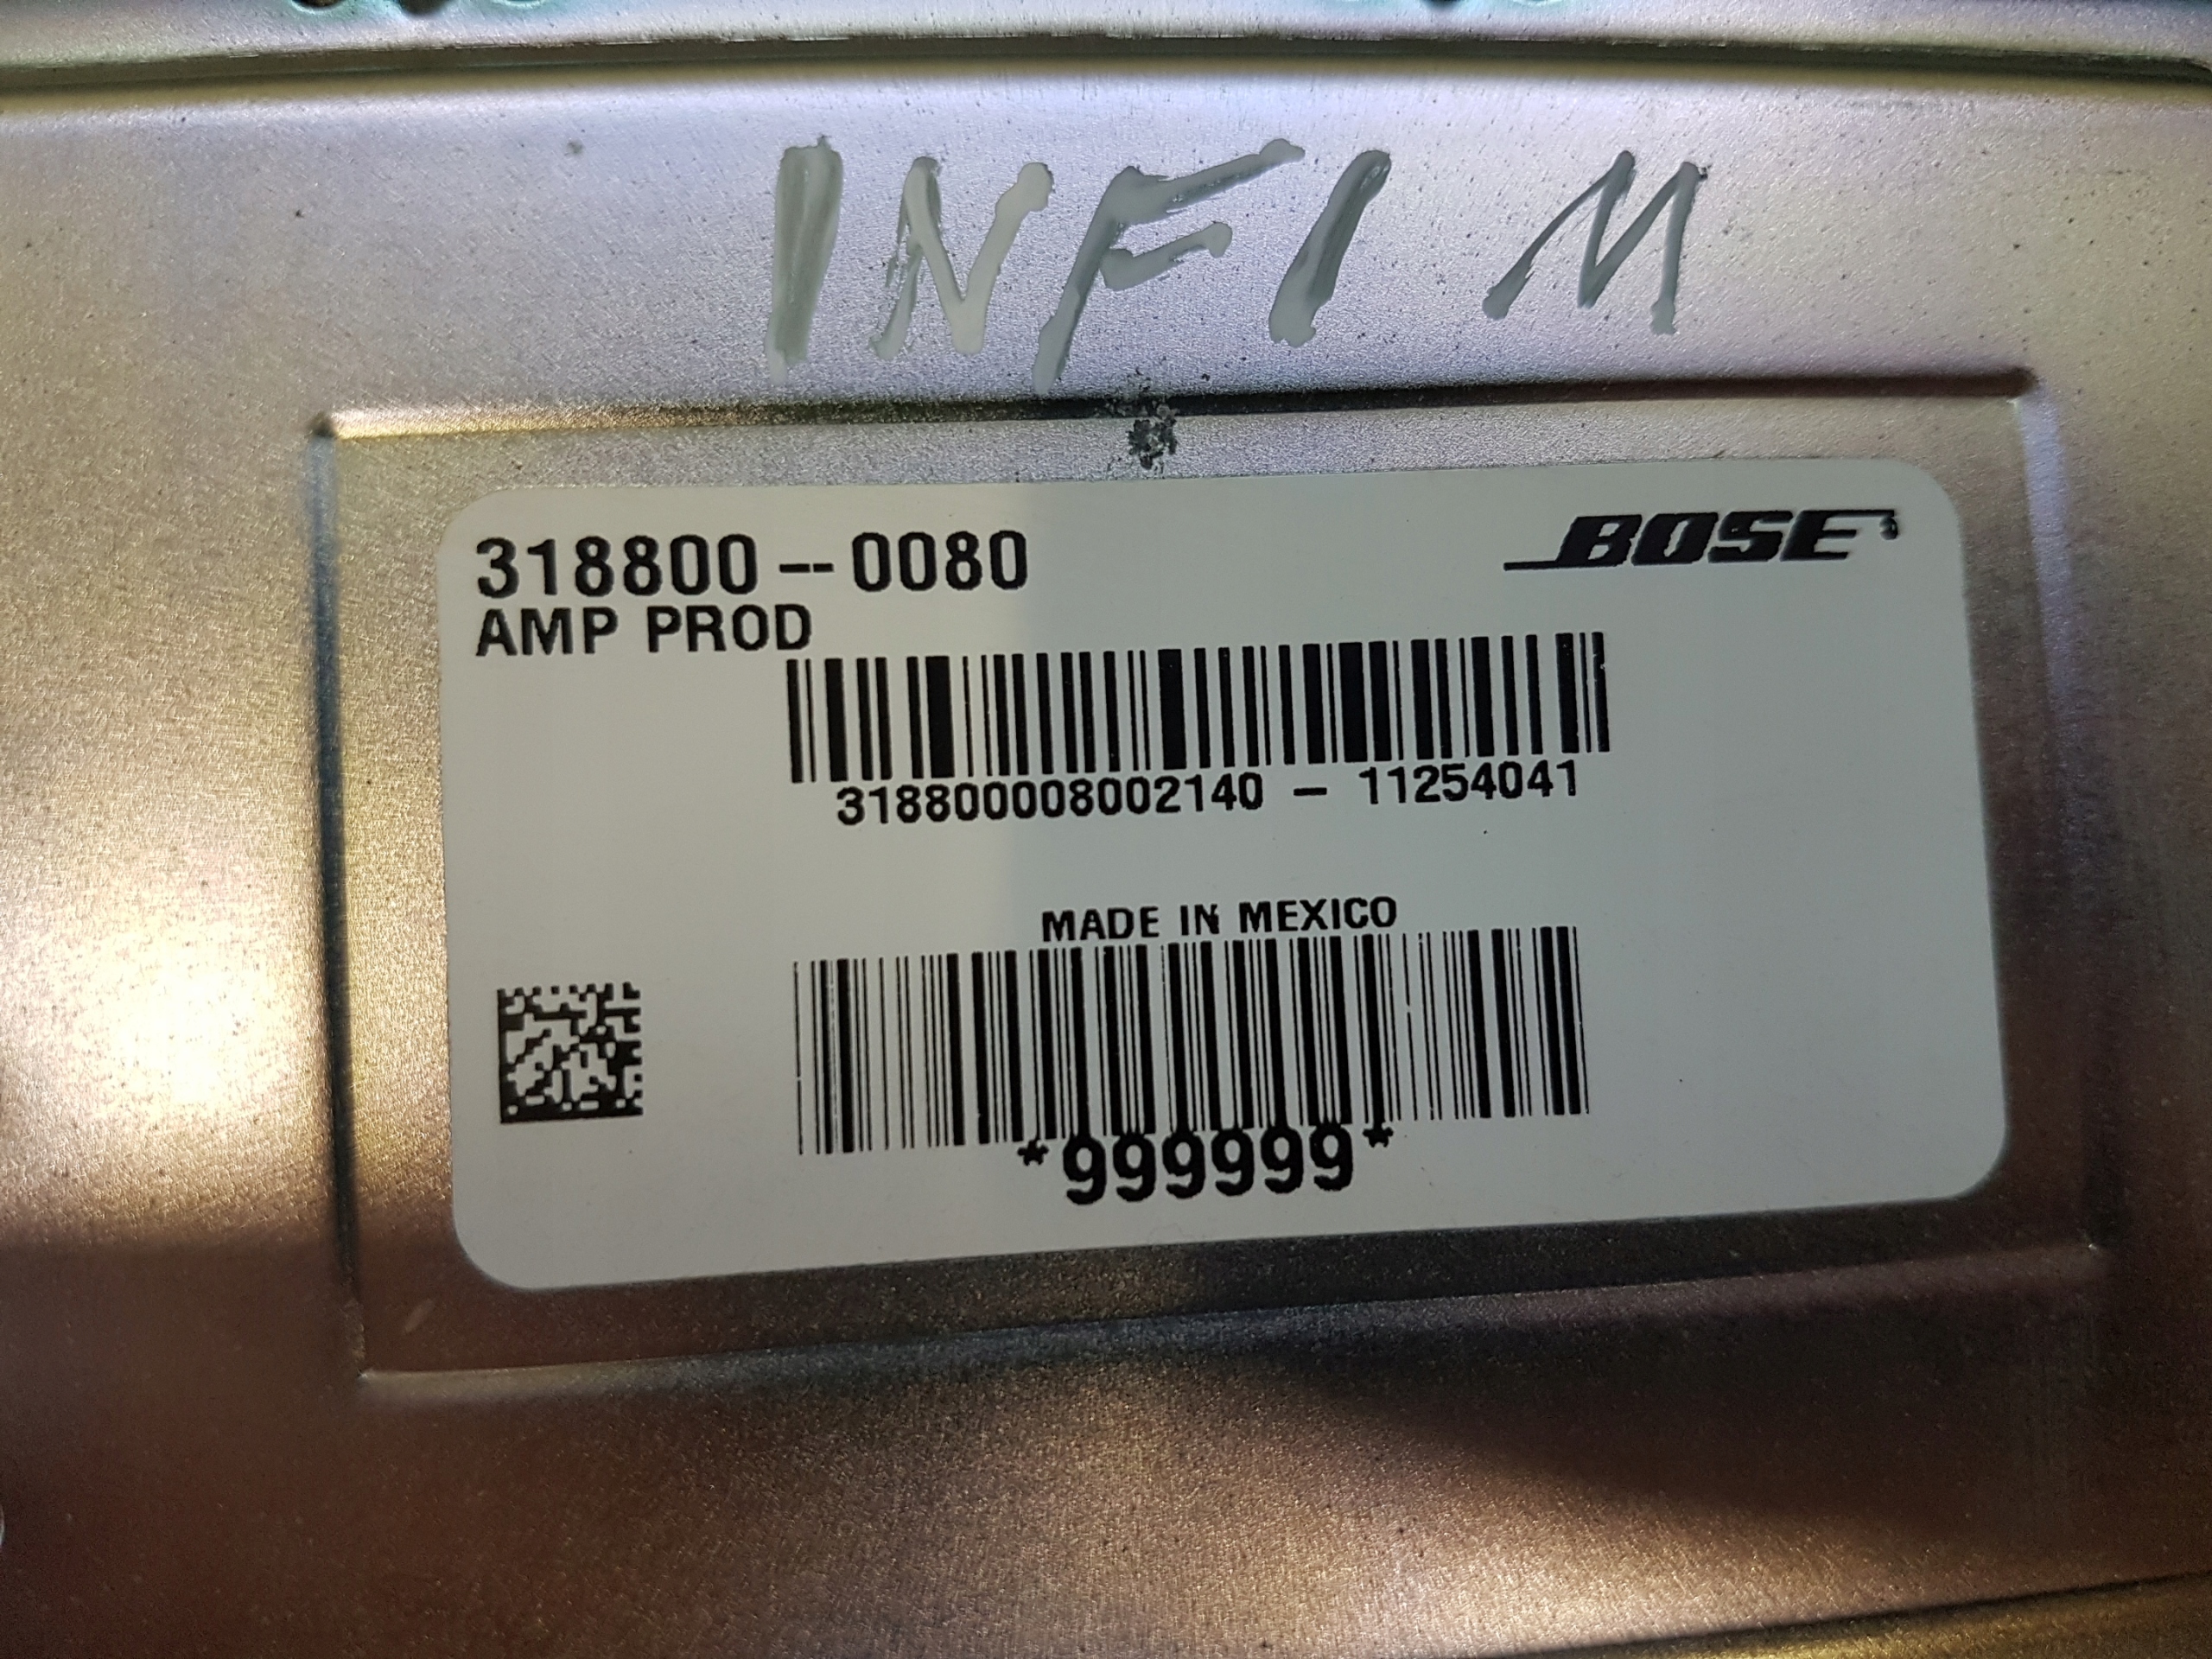 INFI M
318800--0080
BOSE
AMP PROD
318800008002140 - 11254041
MADE IN MEXICO
*999999*